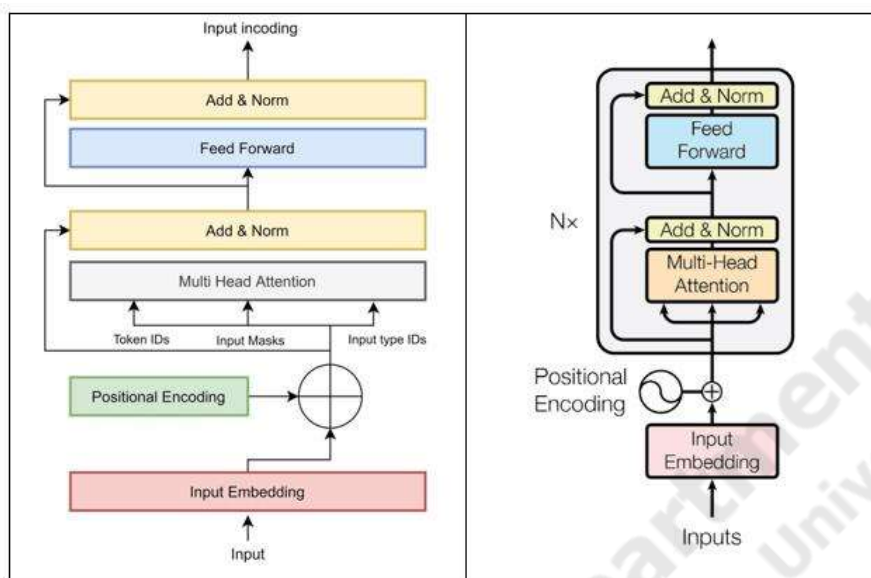 Input incoding
Add & Norm
Feed Forward
Add & Norm
Multi Head Attention
Token IDs
Input Masks
Input type IDs
Positional Encoding
Input Embedding
Input
Add & Norm
Feed
Forward
Nx
Add & Norm
Multi-Head
Attention
Positional
Encoding
Input
Embedding
Inputs